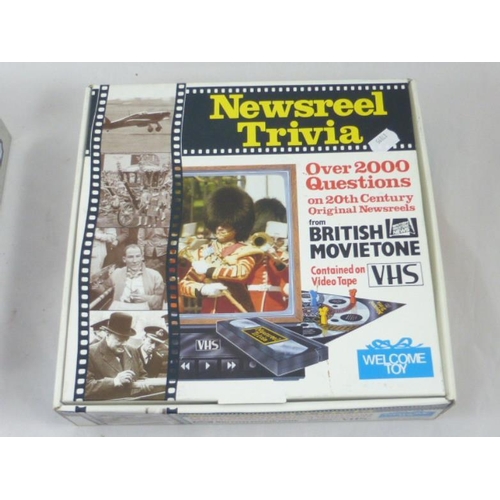 Newsreel
Trivia
Over 2000
Questions
on 20th Century
Original Newsreels
from
BRITISH
MOVIETONE
Contained on
Video Tape
VHS
VHS
WELCOME
TOY